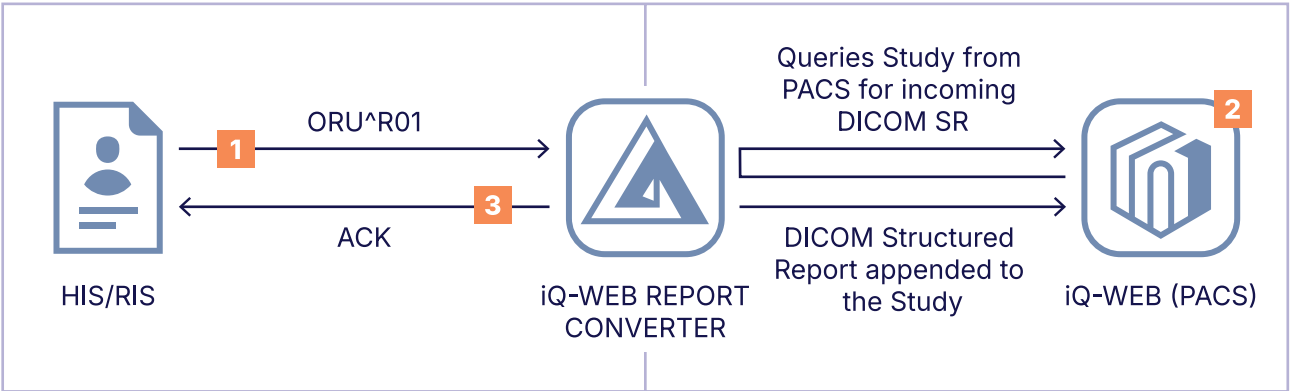 ORU^R01
1
3
ACK
HIS/RIS
iQ-WEB REPORT
CONVERTER
Queries Study from
PACS for incoming
DICOM SR
DICOM Structured
Report appended to
the Study
2
iQ-WEB (PACS)